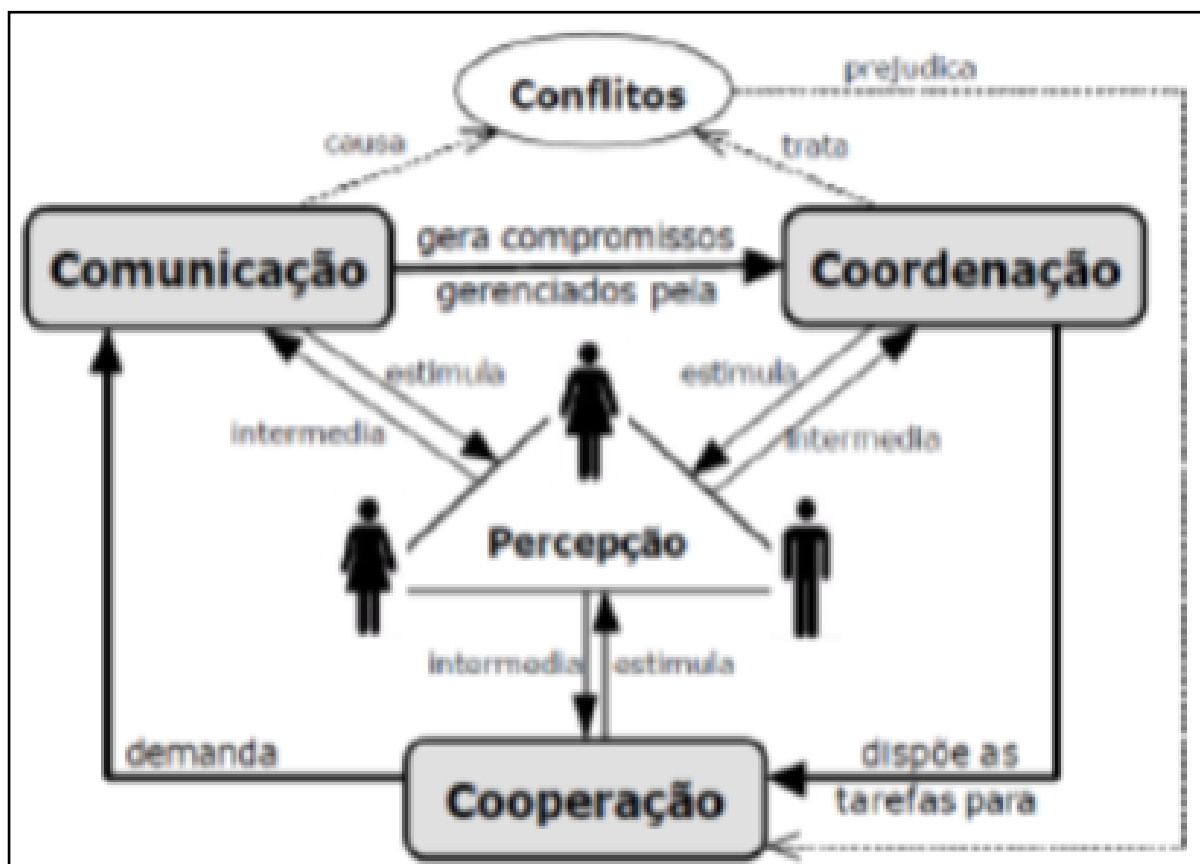 Conflitos
prejudica
causa
trata
Comunicação
gera compromissos
gerenciados pela
Coordenação
estimula
estimula
intermedia
intermedia
Percepção
intermedia
estimula
demanda
dispõe as
tarefas para
Cooperação